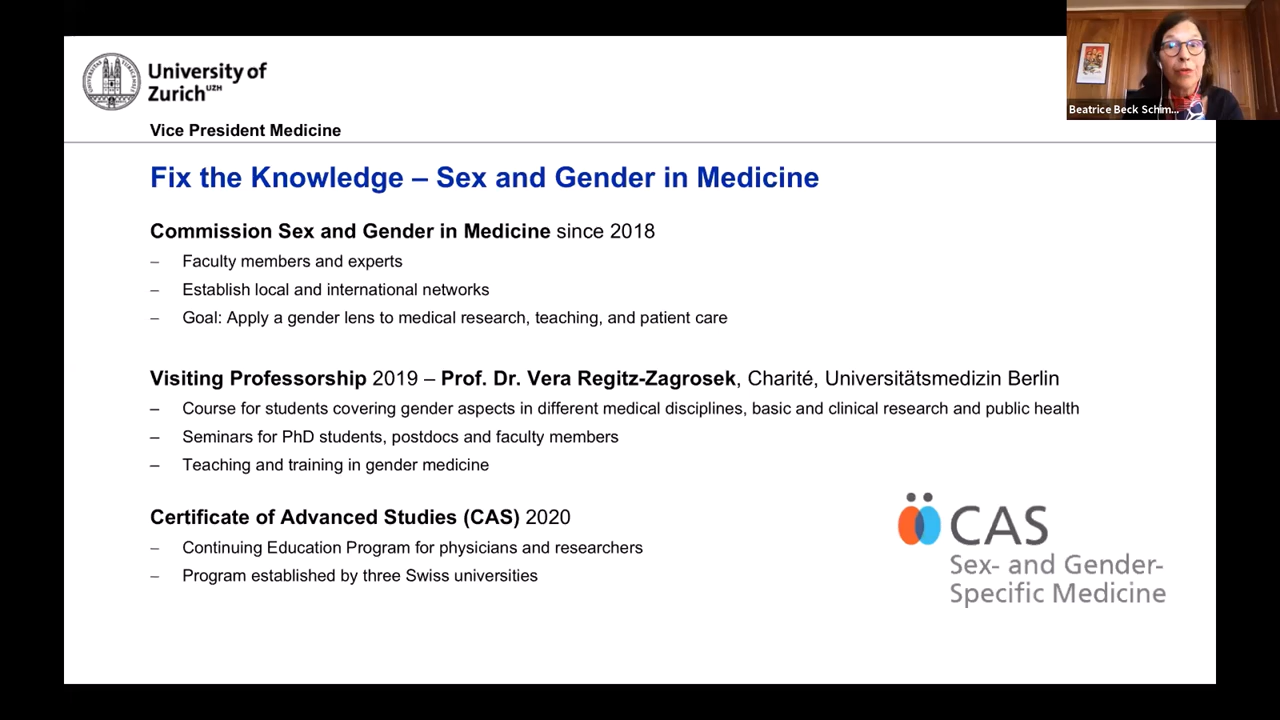 University of
Zurich UZH
Beatrice Beck Schm...
Vice President Medicine
Fix the Knowledge – Sex and Gender in Medicine
Commission Sex and Gender in Medicine since 2018
– Faculty members and experts
– Establish local and international networks
– Goal: Apply a gender lens to medical research, teaching, and patient care
Visiting Professorship 2019 – Prof. Dr. Vera Regitz-Zagrosek, Charité, Universitätsmedizin Berlin
– Course for students covering gender aspects in different medical disciplines, basic and clinical research and public health
– Seminars for PhD students, postdocs and faculty members
– Teaching and training in gender medicine
Certificate of Advanced Studies (CAS) 2020
– Continuing Education Program for physicians and researchers
– Program established by three Swiss universities
CAS
Sex- and Gender-
Specific Medicine